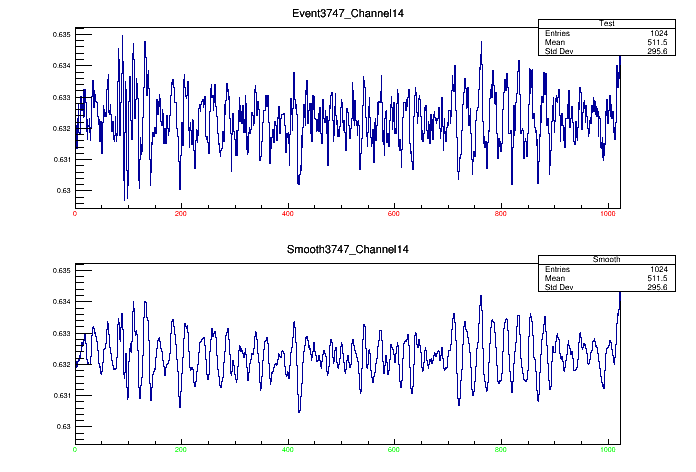 Event3747_Channel14
Test
Entries 1024
Mean 511.5
Std Dev 295.6
0.635
0.634
0.633
0.632
0.631
0.63
0 200 400 600 800 1000
Smooth3747_Channel14
Smooth
Entries 1024
Mean 511.5
Std Dev 295.6
0.635
0.634
0.633
0.632
0.631
0.63
0 200 400 600 800 1000